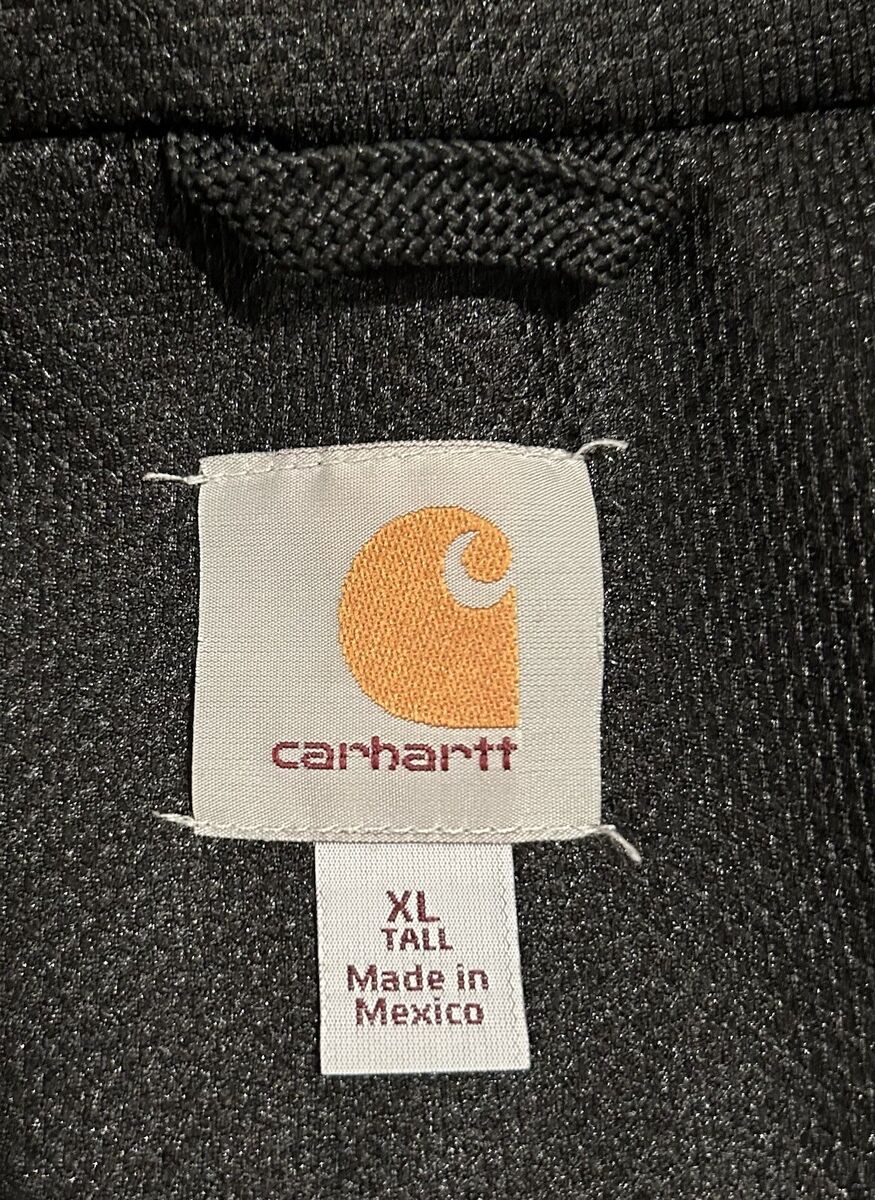 carhartt
XL
TALL
Made in
Mexico